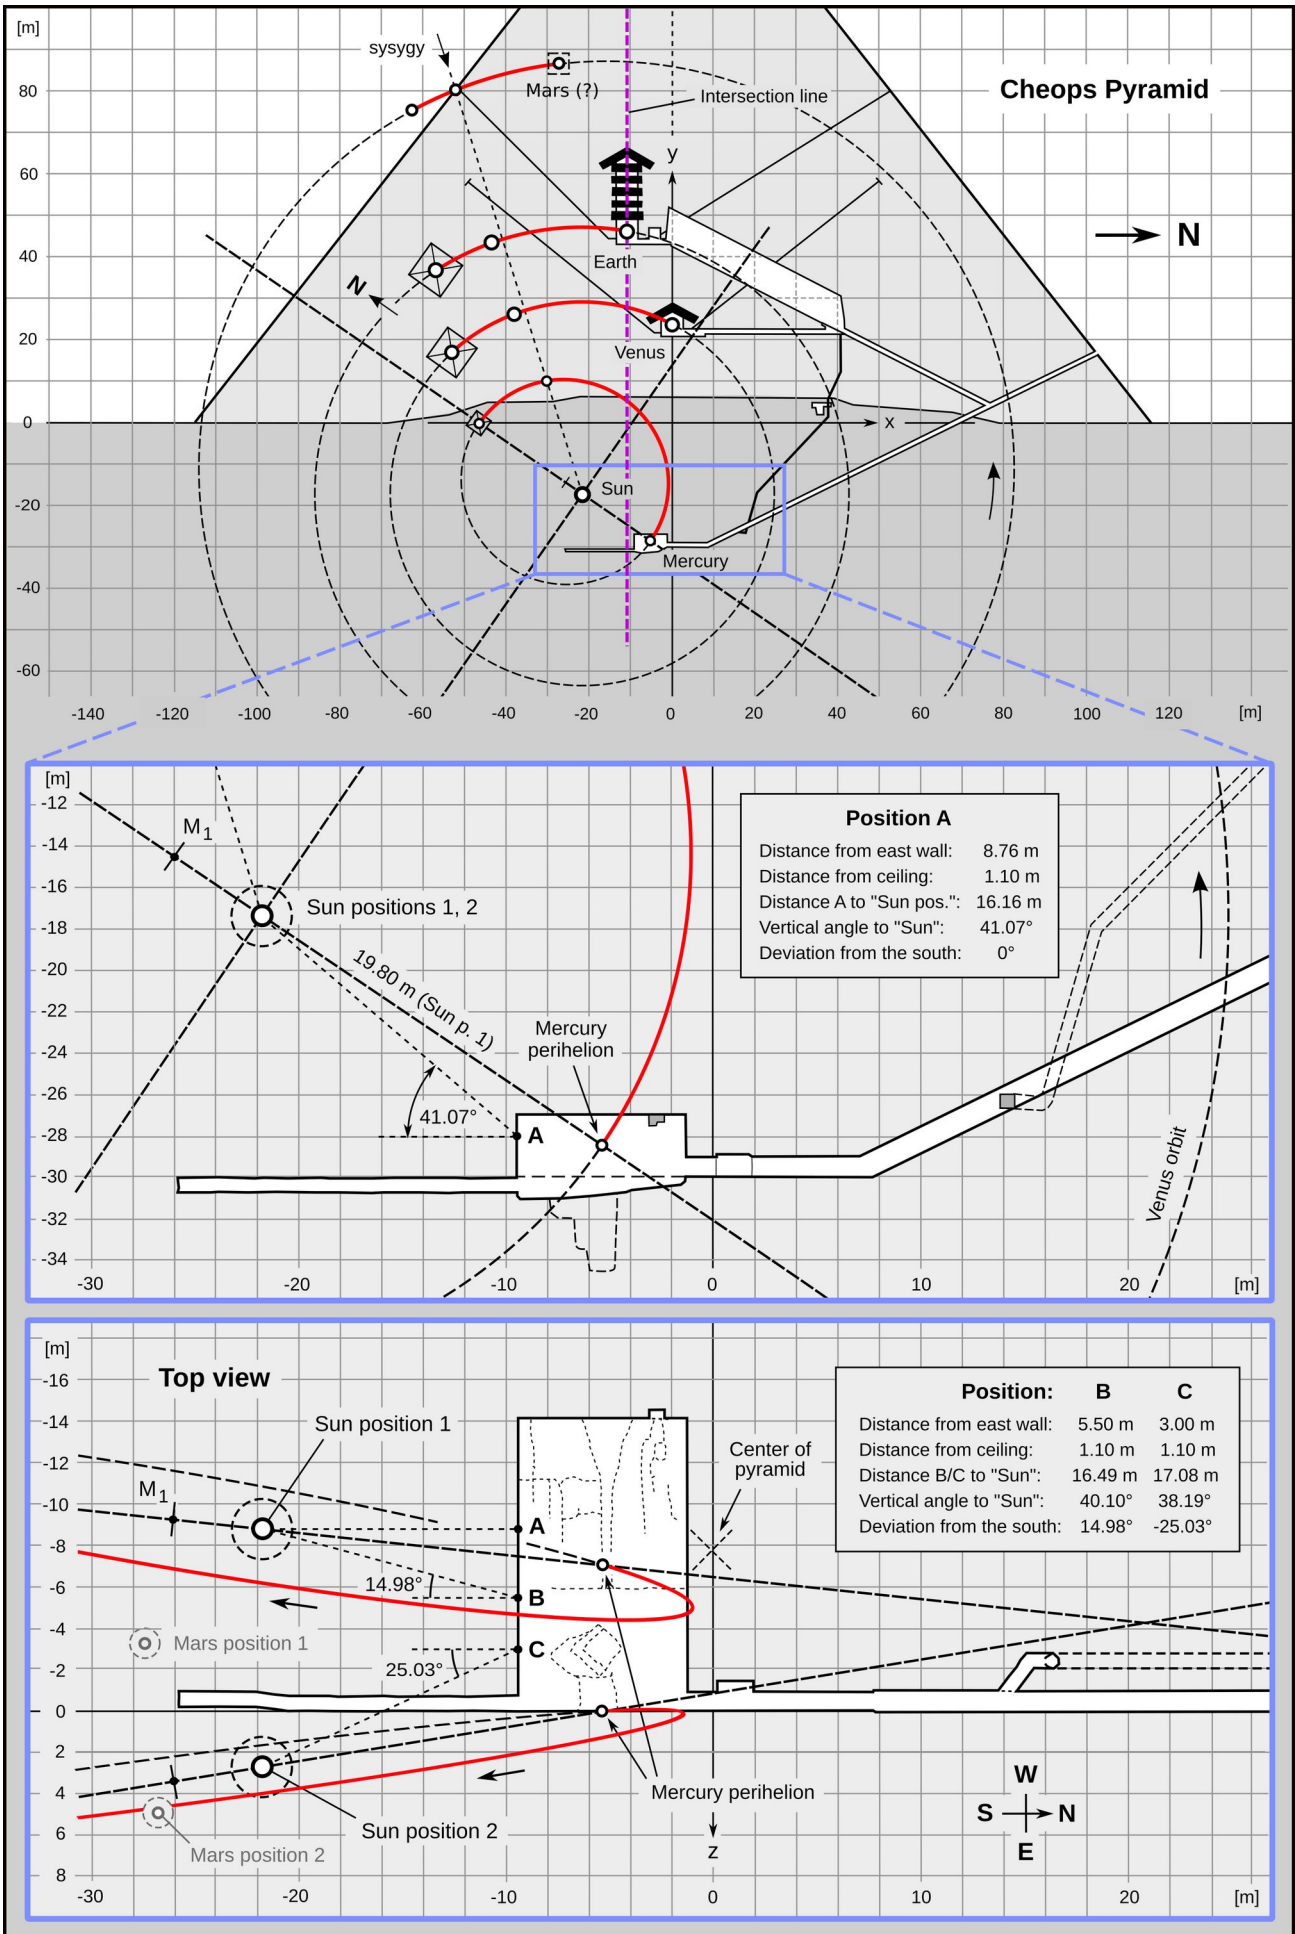 [m]
sysygy
Mars (?)
Intersection line
Cheops Pyramid
80
60
y
N
40
Earth
N
20
Venus
0
x
Sun
-20
Mercury
-40
-60
-140 -120 -100 -80 -60 -40 -20 0 20 40 60 80 100 120 [m]
[m]
-12
-14
-16
-18
-20
-22
-24
-26
-28
-30
-32
-34
M1
Sun positions 1, 2
19.80 m (Sun p. 1)
Mercury
perihelion
41.07°
A
Venus orbit
Position A
Distance from east wall: 8.76 m
Distance from ceiling: 1.10 m
Distance A to "Sun pos.": 16.16 m
Vertical angle to "Sun": 41.07°
Deviation from the south: 0°
-30 -20 -10 0 10 20 [m]
[m]
Top view
-16
-14
-12
-10
-8
-6
-4
-2
0
2
4
6
8
Sun position 1
M1
A
14.98°
B
Mars position 1
C
25.03°
Center of
pyramid
Position: B C
Distance from east wall: 5.50 m 3.00 m
Distance from ceiling: 1.10 m 1.10 m
Distance B/C to "Sun": 16.49 m 17.08 m
Vertical angle to "Sun": 40.10° 38.19°
Deviation from the south: 14.98° -25.03°
Mercury perihelion
Sun position 2
Mars position 2
z
W
S N
E
-30 -20 -10 0 10 20 [m]